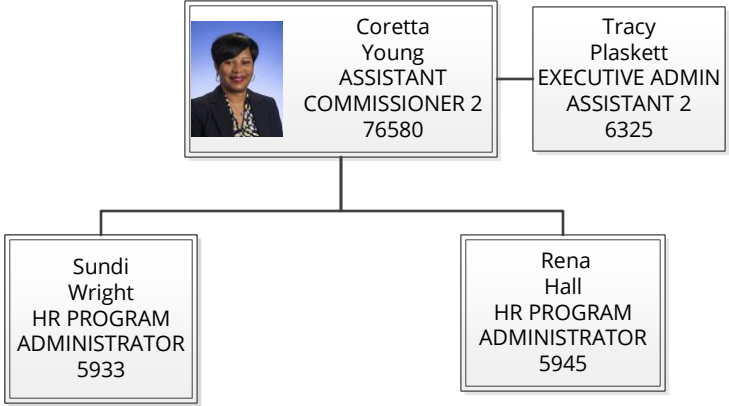 Coretta
Young
ASSISTANT
COMMISSIONER 2
76580
Tracy
Plaskett
EXECUTIVE ADMIN
ASSISTANT 2
6325
Sundi
Wright
HR PROGRAM
ADMINISTRATOR
5933
Rena
Hall
HR PROGRAM
ADMINISTRATOR
5945